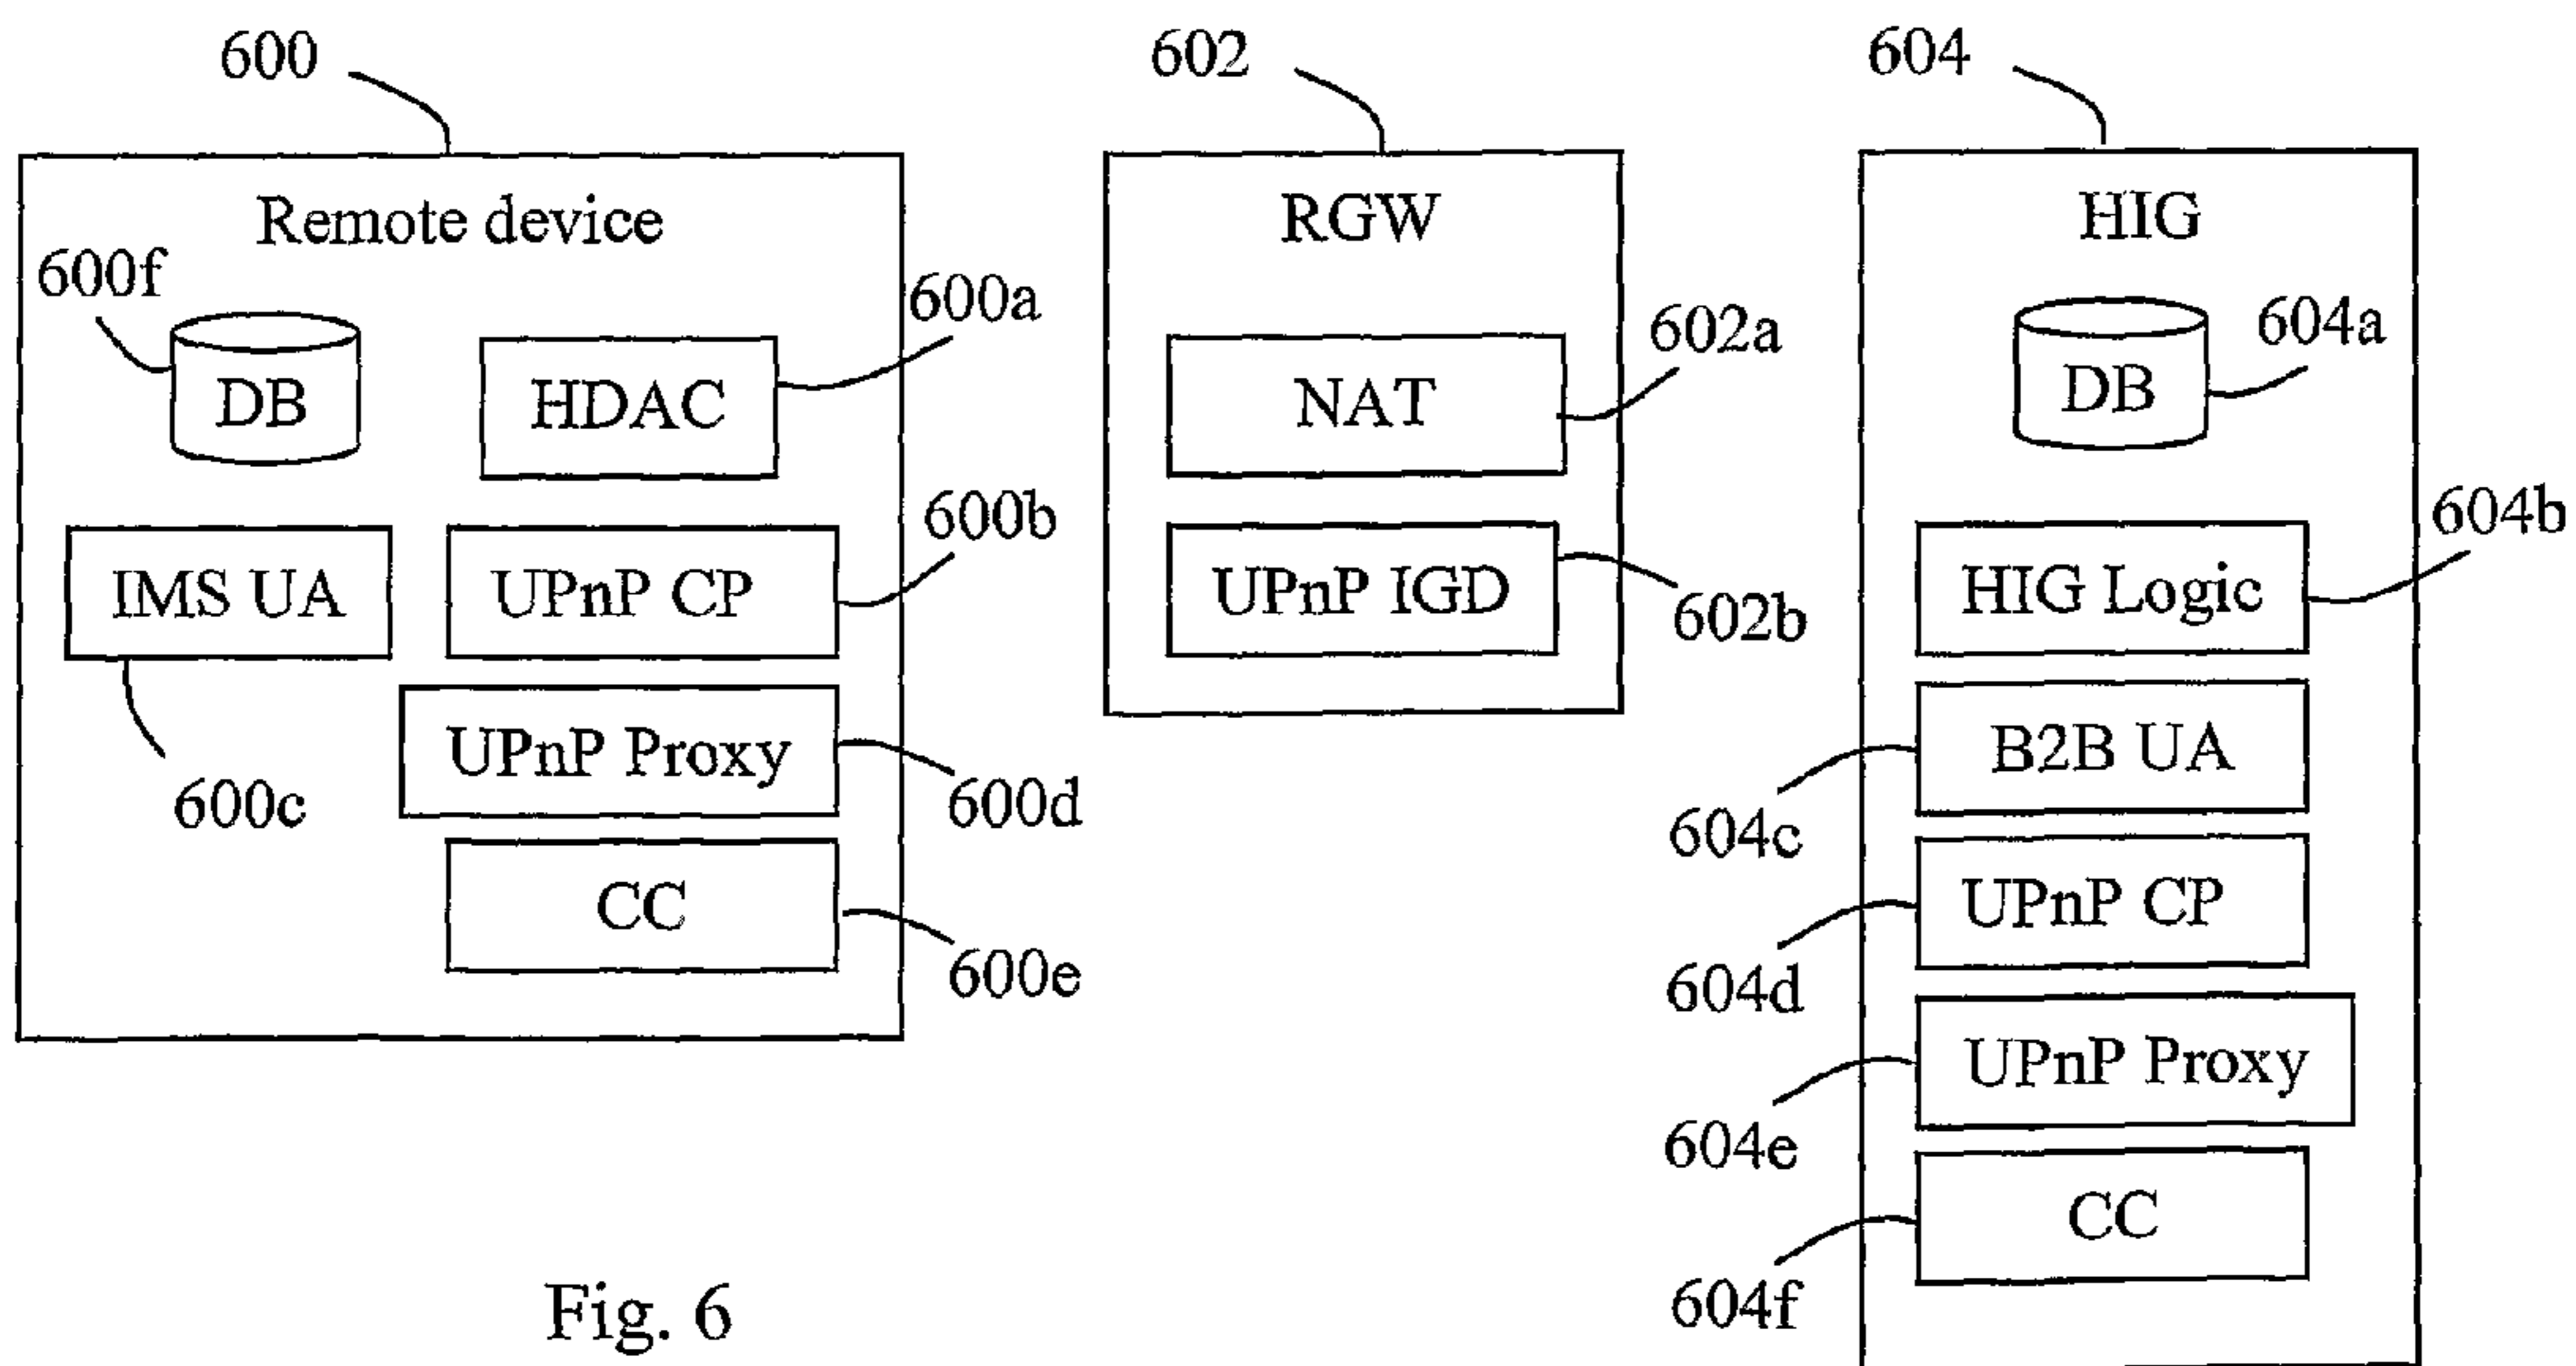 600
602
604
Remote device
600f
DB
HDAC
600a
IMS UA
UPnP CP
600b
600c
UPnP Proxy
600d
CC
600e
RGW
NAT
602a
UPnP IGD
602b
HIG
DB
604a
HIG Logic
604b
B2B UA
604c
UPnP CP
604d
UPnP Proxy
604e
CC
604f
Fig. 6